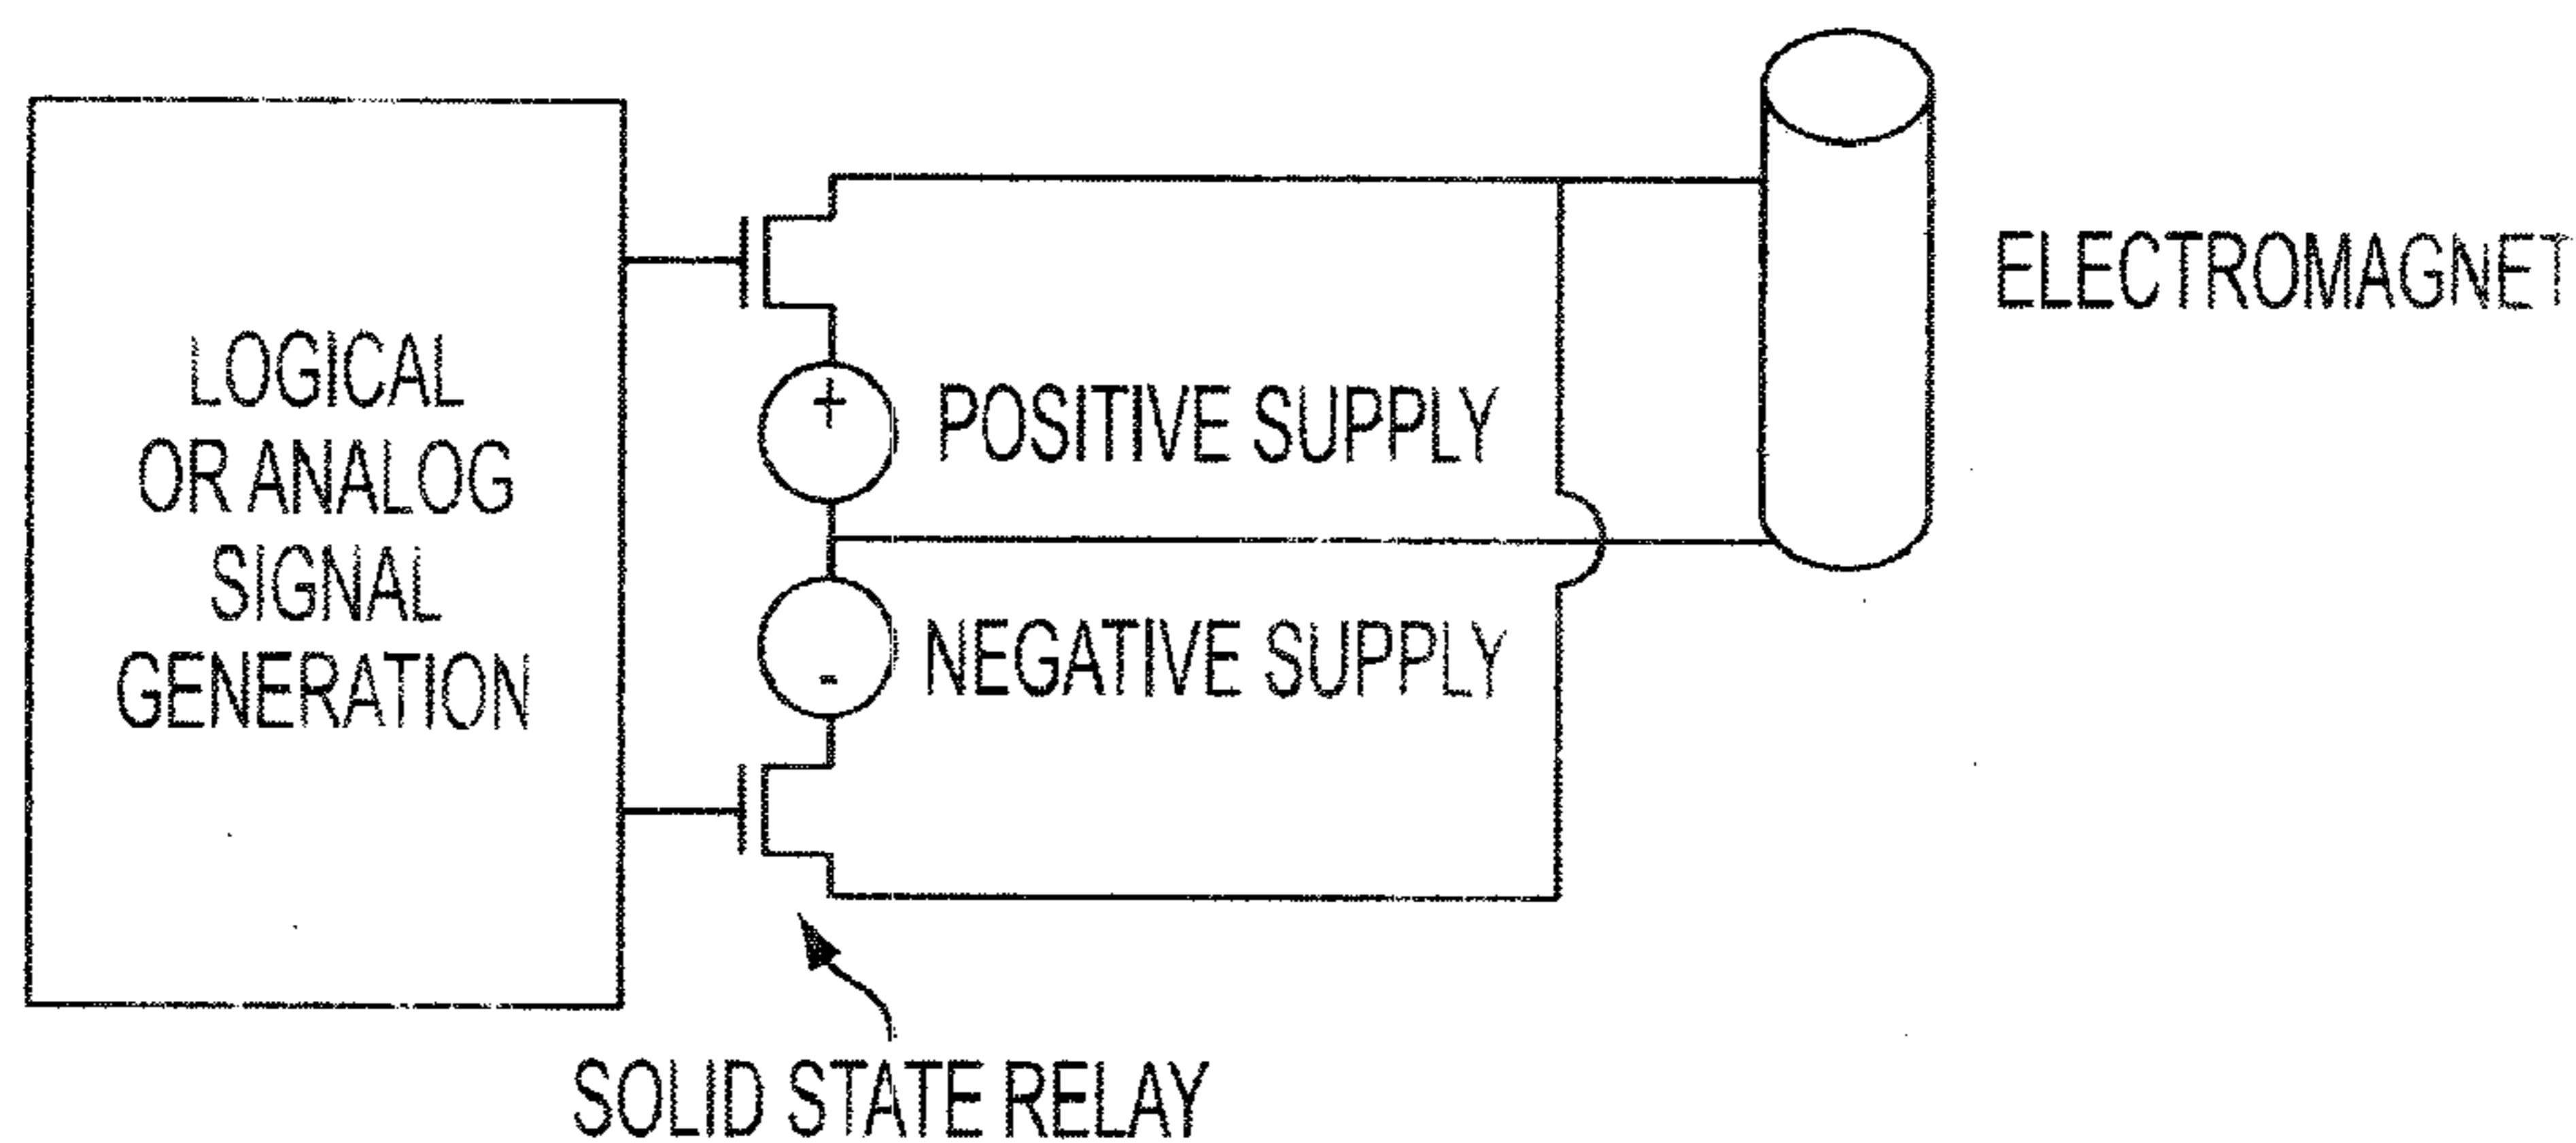 LOGICAL
OR ANALOG
SIGNAL
GENERATION
+
POSITIVE SUPPLY
-
NEGATIVE SUPPLY
ELECTROMAGNET
SOLID STATE RELAY